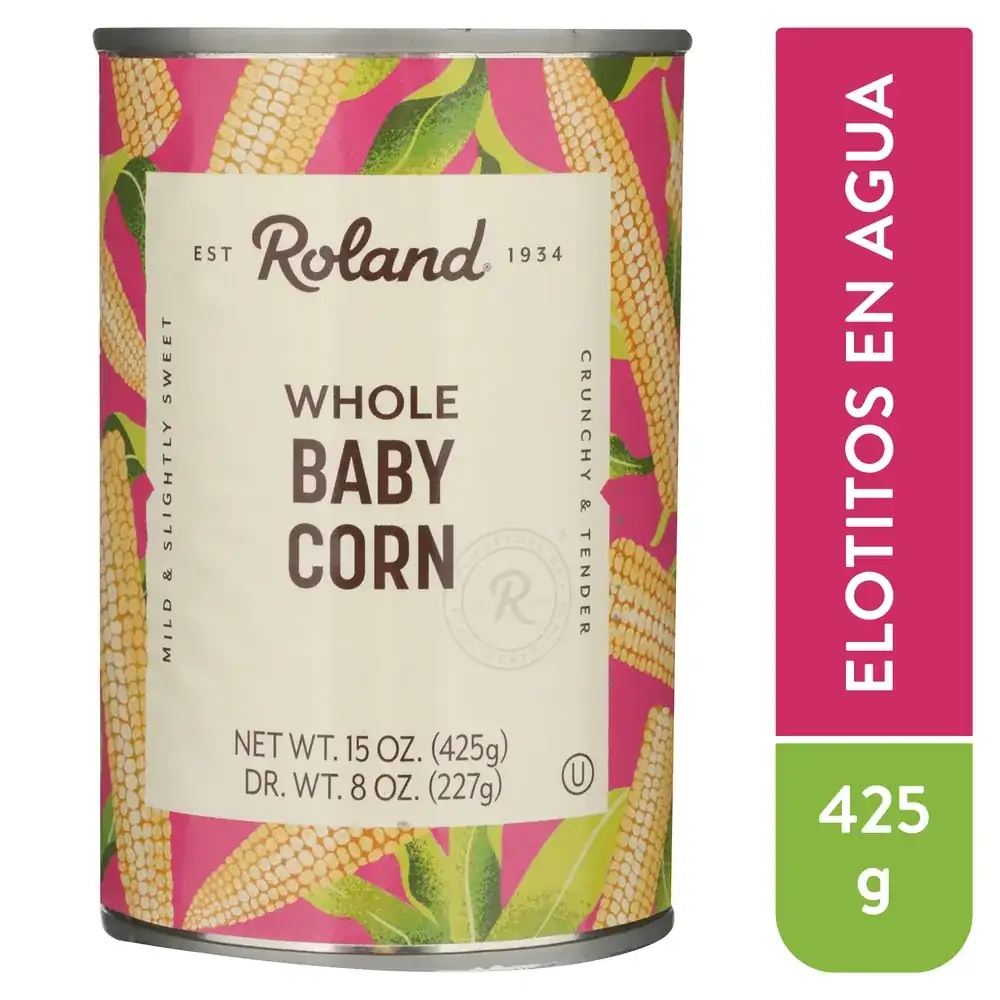 EST Roland® 1934
MILD & SLIGHTLY SWEET
CRUNCHY & TENDER
WHOLE
BABY
CORN
R
NET WT. 15 OZ. (425g)
DR. WT. 8 OZ. (227g)
U
ELOTITOS EN AGUA
425
g